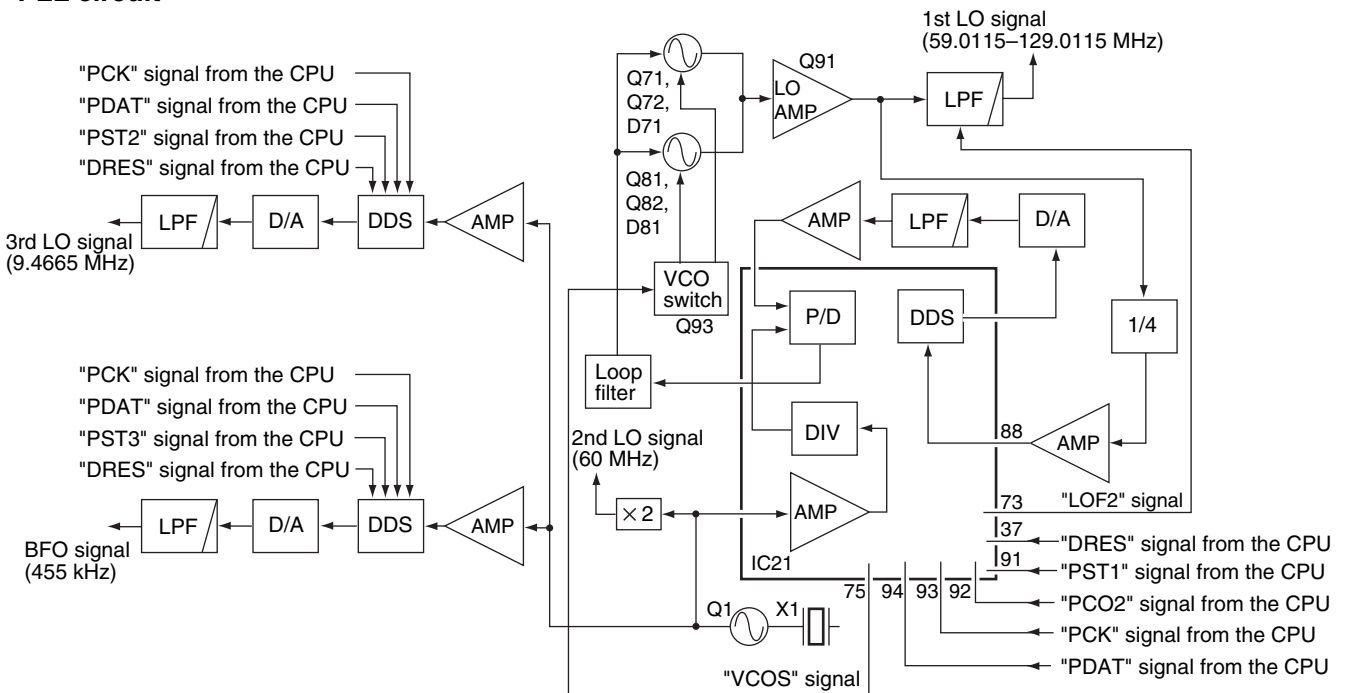 1st LO signal
(59.0115–129.0115 MHz)
"PCK" signal from the CPU
"PDAT" signal from the CPU
"PST2" signal from the CPU
"DRES" signal from the CPU
LPF
D/A
DDS
AMP
3rd LO signal
(9.4665 MHz)
"PCK" signal from the CPU
"PDAT" signal from the CPU
"PST3" signal from the CPU
"DRES" signal from the CPU
LPF
D/A
DDS
AMP
BFO signal
(455 kHz)
Q71,
Q72,
D71
Q81,
Q82,
D81
Q91
LO
AMP
LPF
AMP
LPF
D/A
VCO
switch
Q93
P/D
DDS
1/4
Loop
filter
DIV
2nd LO signal
(60 MHz)
× 2
AMP
IC21
88
AMP
73
"LOF2" signal
37
"DRES" signal from the CPU
91
"PST1" signal from the CPU
75
94
93
92
"PCO2" signal from the CPU
"PCK" signal from the CPU
"PDAT" signal from the CPU
Q1
X1
"VCOS" signal